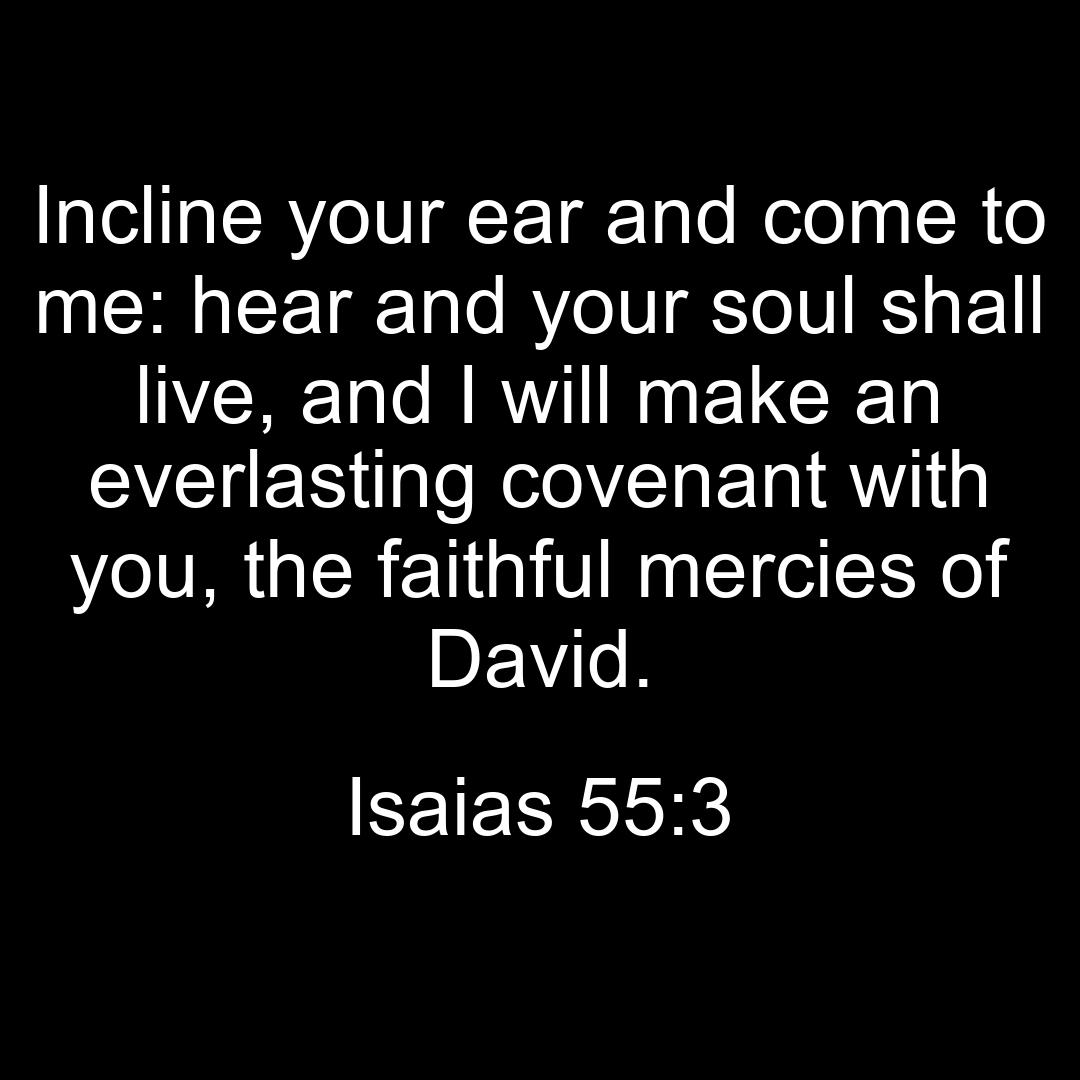 Incline your ear and come to
me: hear and your soul shall
live, and I will make an
everlasting covenant with
you, the faithful mercies of
David.
Isaias 55:3